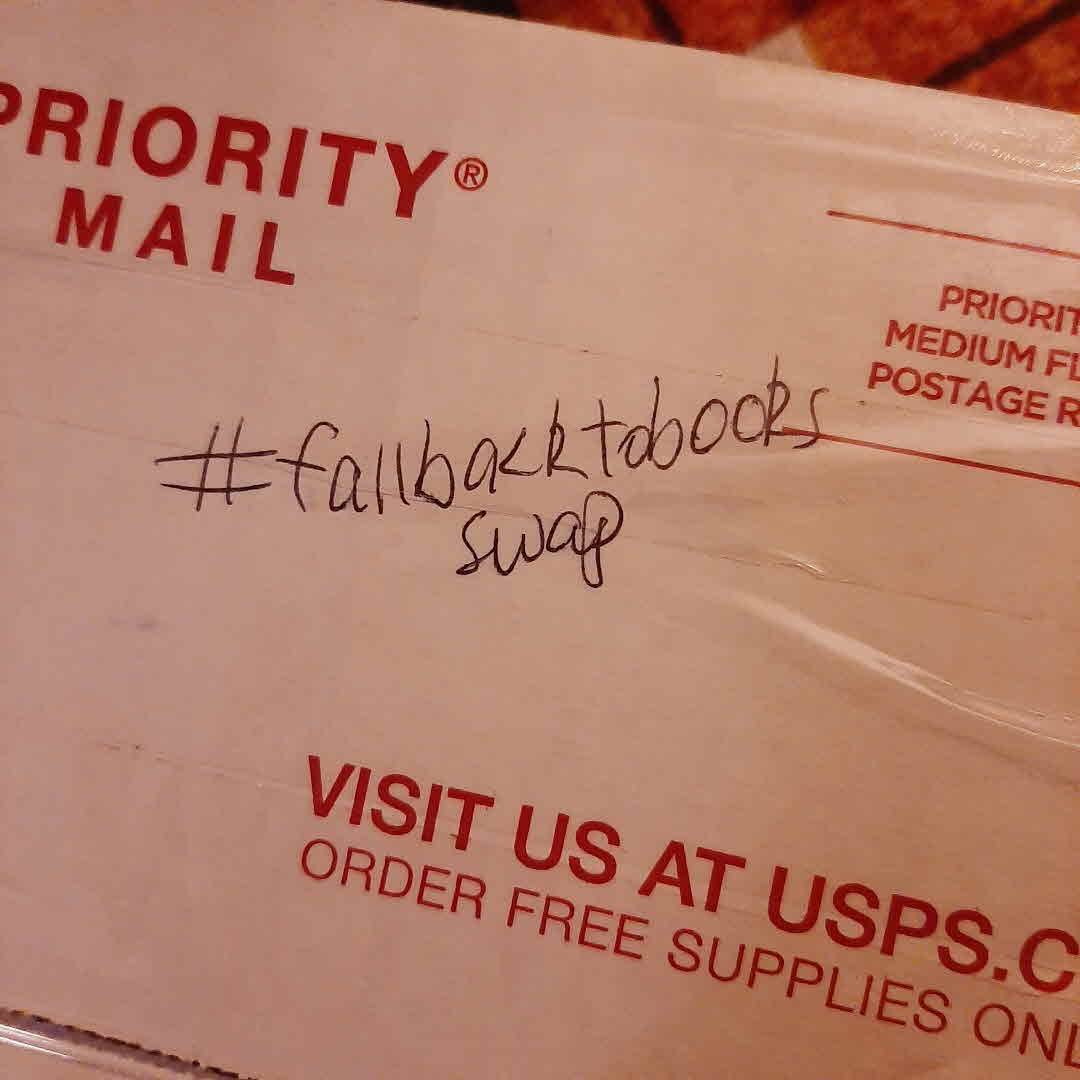 PRIORITY®
MAIL
PRIORIT
MEDIUM FL
POSTAGE R
#fallbacktobooks
swap
VISIT US AT USPS.C
ORDER FREE SUPPLIES ONL